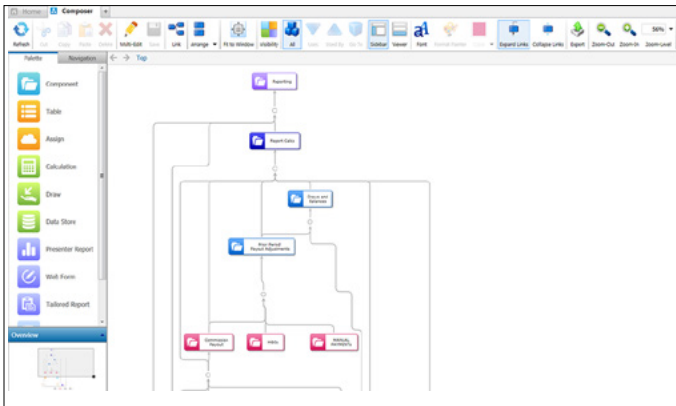 Home
Composer
Refresh
Cut
Copy
Paste
Delete
Multi-Edit
Save
Link
Arrange
Fit to Window
Visibility
All
Uses
Used By
Go To
Sidebar
Viewer
Font
Format Painter
Expand Links
Collapse Links
Export
Zoom-Out
Zoom-In
56%
Zoom-Level
Palette
Navigation
Top
Component
Table
Assign
Calculation
Draw
Data Store
Presenter Report
Web Form
Tailored Report
Overview
Reporting
Report Calcs
Draws and
Balances
Prior Period
Payout Adjustments
Commission
Payout
MBOs
MANUAL
PAYMENTS